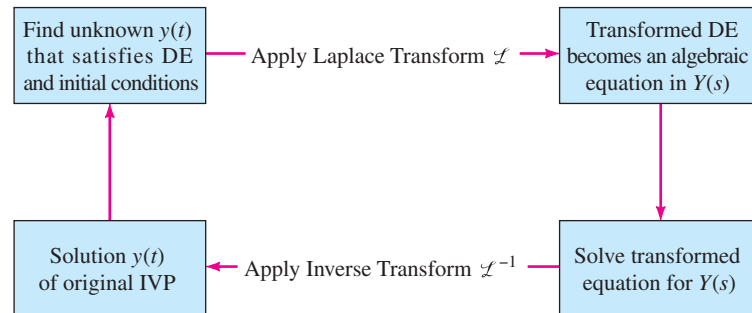 Find unknown y(t)
that satisfies DE
and initial conditions
Apply Laplace Transform ℒ
Transformed DE
becomes an algebraic
equation in Y(s)
Solution y(t)
of original IVP
Apply Inverse Transform ℒ⁻¹
Solve transformed
equation for Y(s)